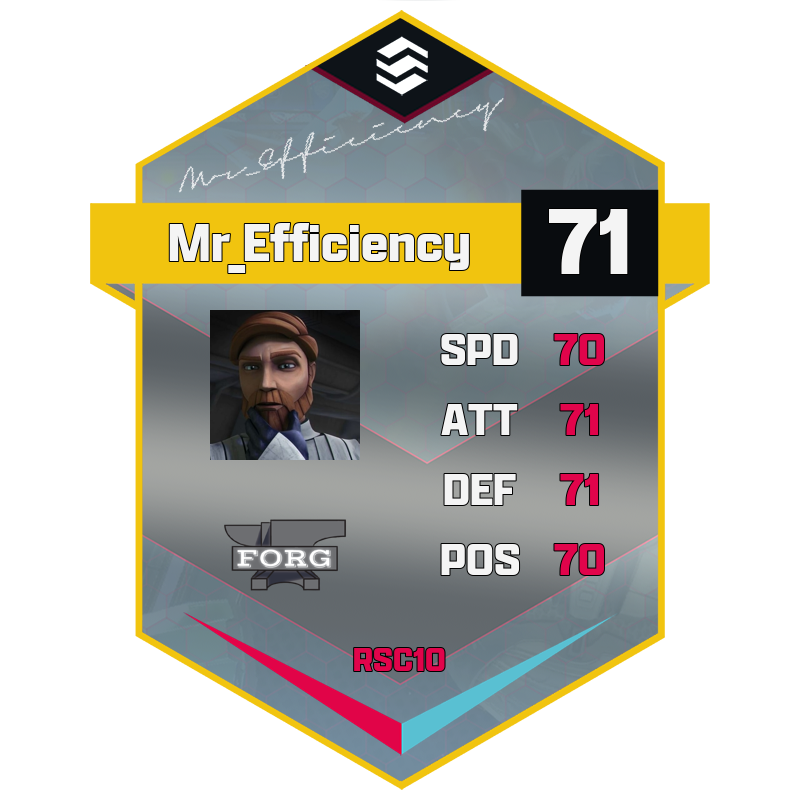 Mr_Efficiency
Mr_Efficiency 71
SPD 70
ATT 71
DEF 71
POS 70
FORG
RSC10